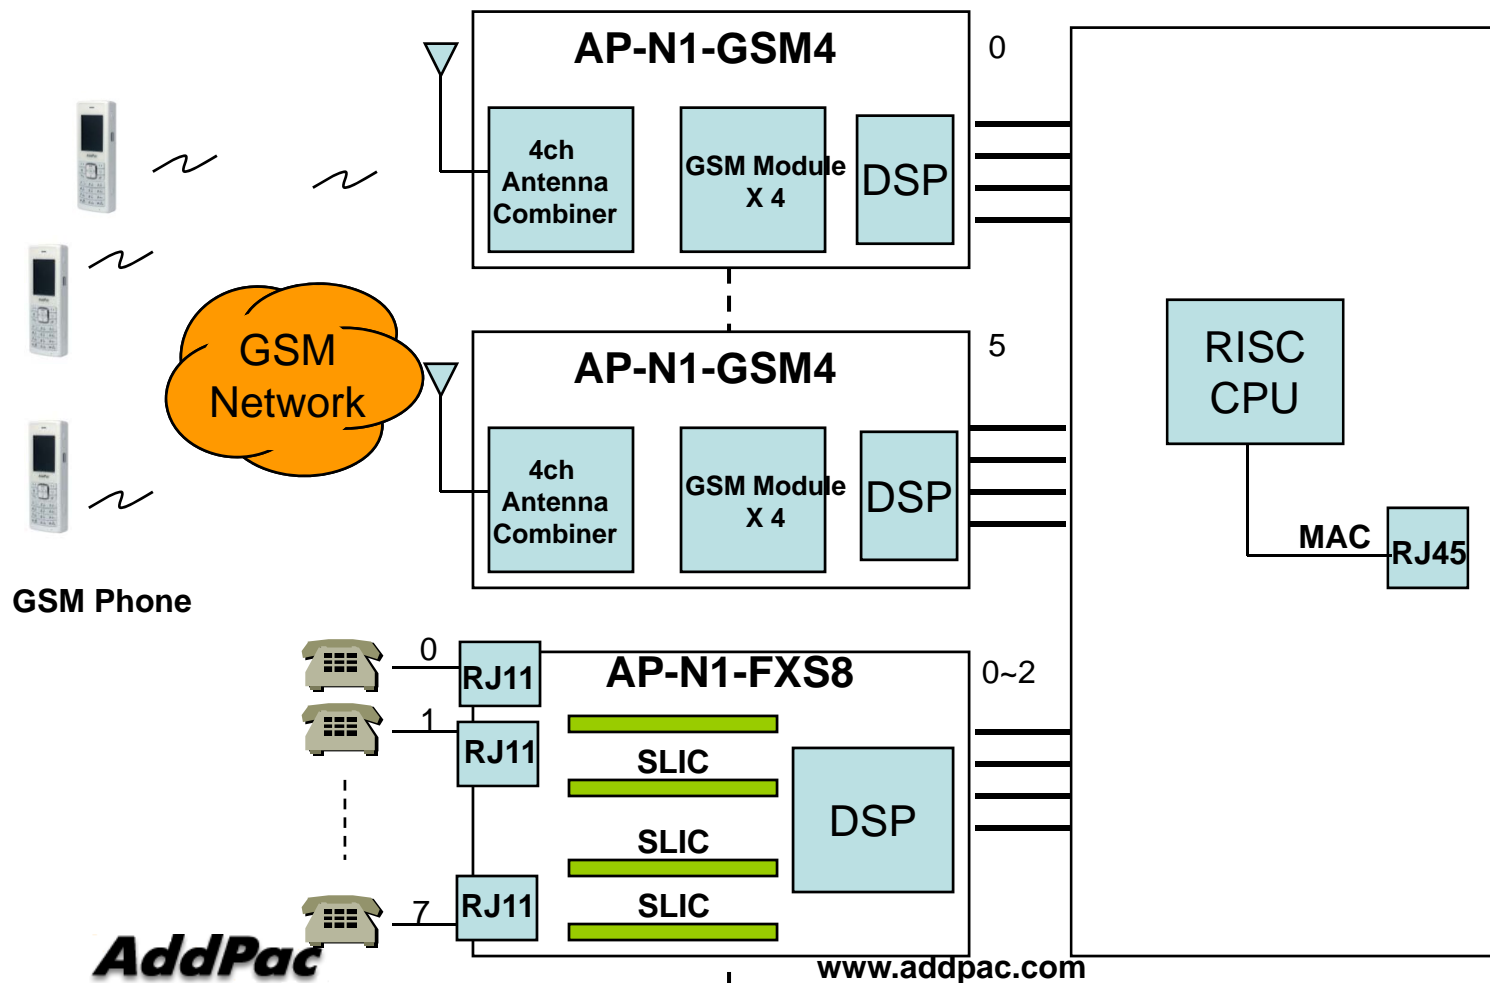 AP-N1-GSM4
0
4ch
Antenna
Combiner
GSM Module
X 4
DSP
GSM
Network
AP-N1-GSM4
5
4ch
Antenna
Combiner
GSM Module
X 4
DSP
RISC
CPU
MAC
RJ45
GSM Phone
0
RJ11
AP-N1-FXS8
0~2
1
RJ11
SLIC
DSP
SLIC
7
RJ11
SLIC
AddPac
www.addpac.com